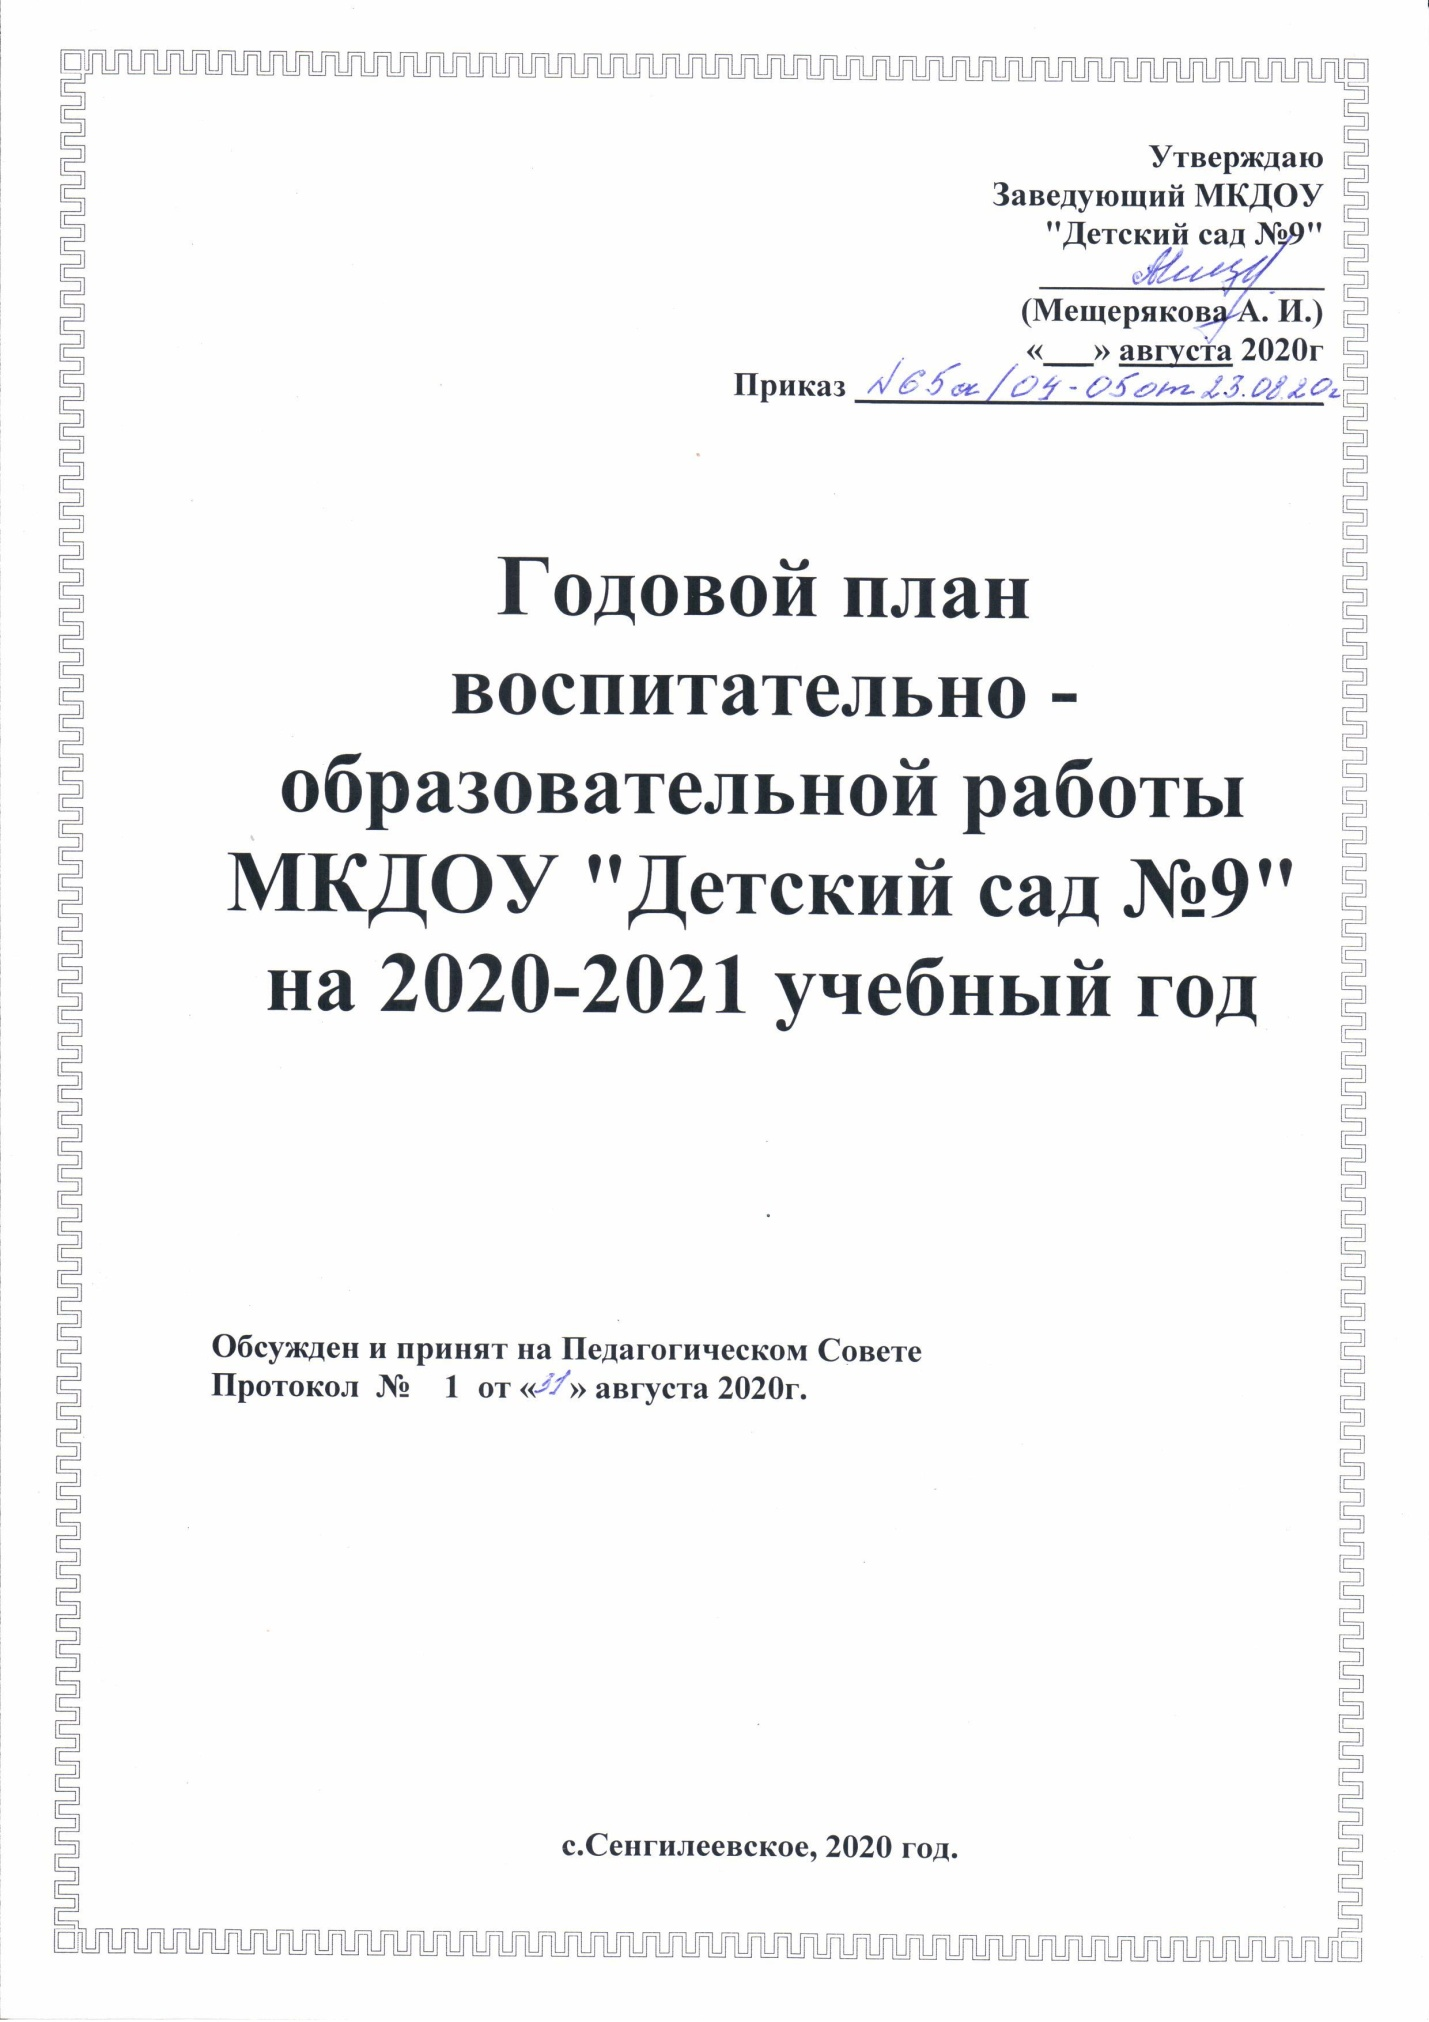 Утверждаю
Заведующий МКДОУ
"Детский сад №9"
(Мещерякова А. И.)
«___» августа 2020г
Приказ №65а/04-05от 23.08.20г
Годовой план
воспитательно -
образовательной работы
МКДОУ "Детский сад №9"
на 2020-2021 учебный год
Обсужден и принят на Педагогическом Совете
Протокол № 1 от «31» августа 2020г.
с.Сенгилеевское, 2020 год.